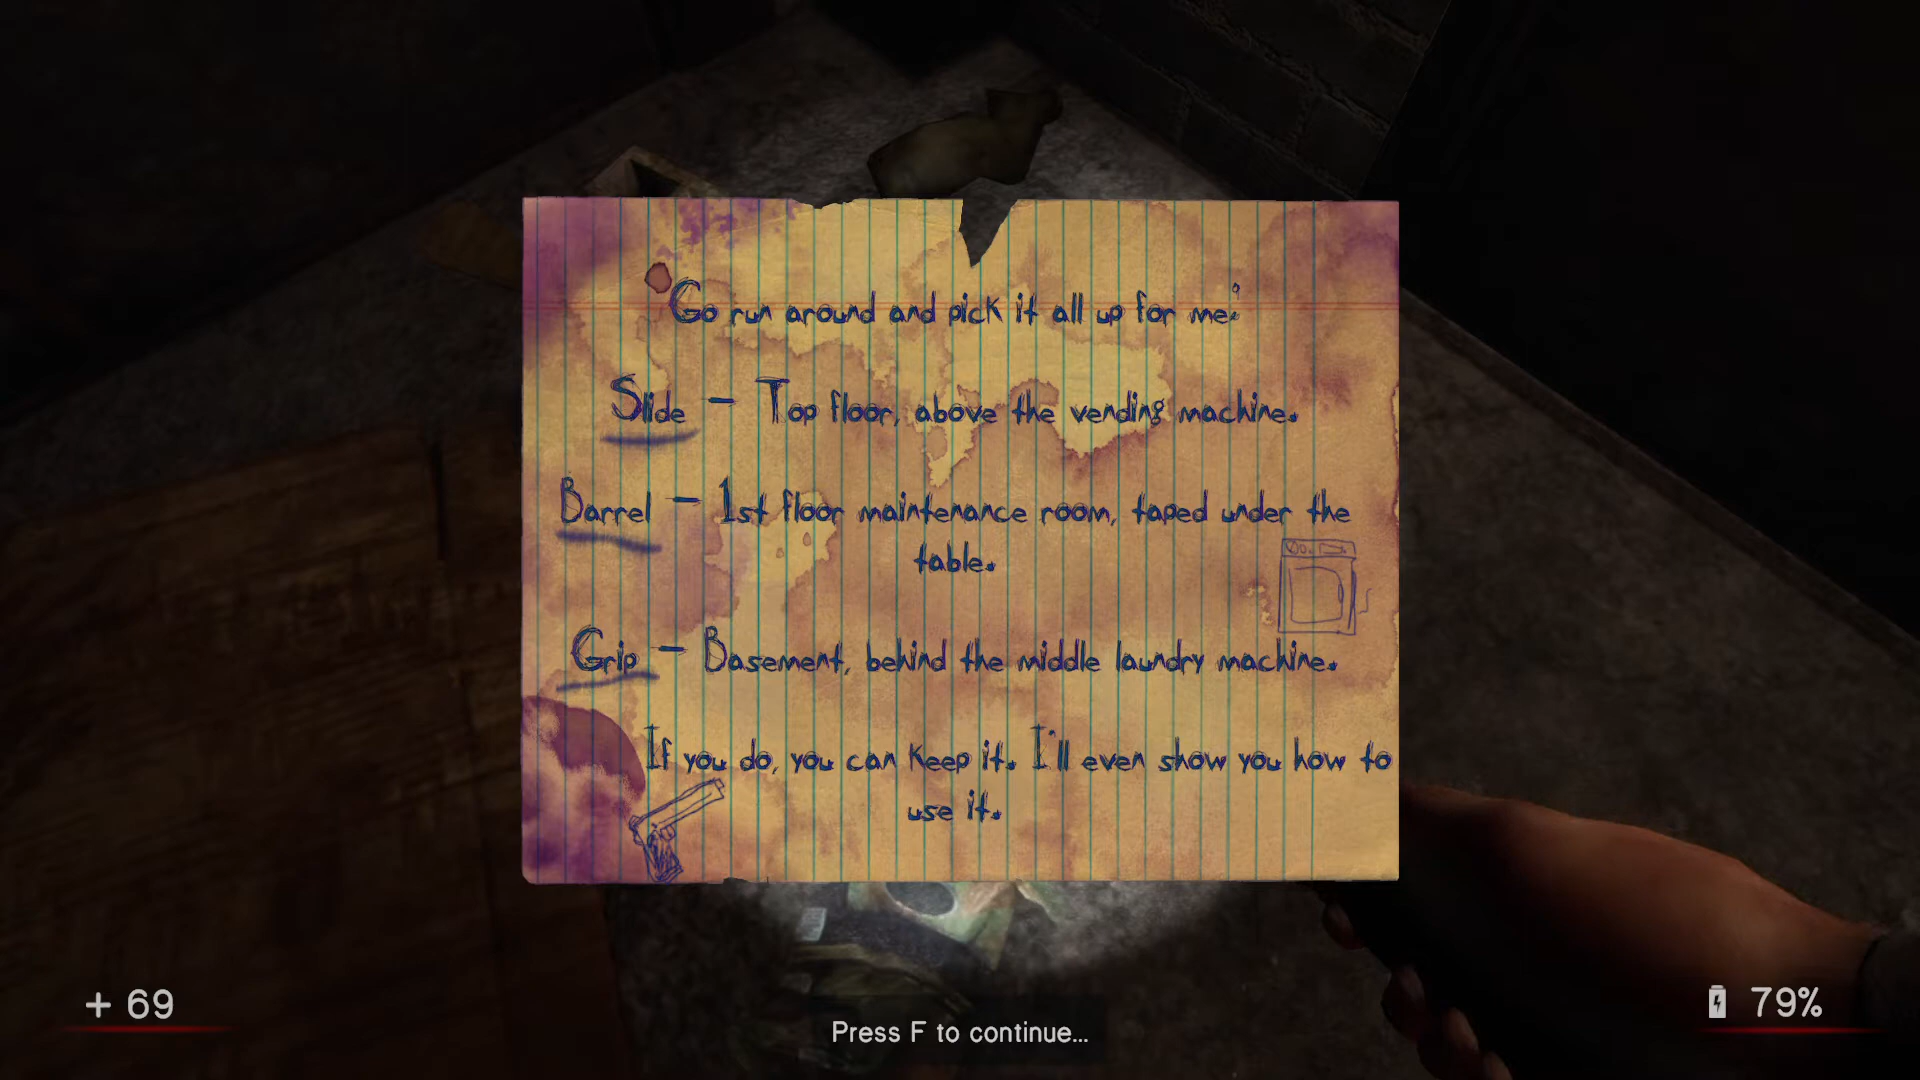 Go run around and pick it all up for me.
Slide - Top floor, above the vending machine.
Barrel - 1st floor maintenance room, taped under the
table.
Grip - Basement, behind the middle laundry machine.
If you do, you can keep it. I'll even show you how to
use it.
+ 69
79%
Press F to continue...